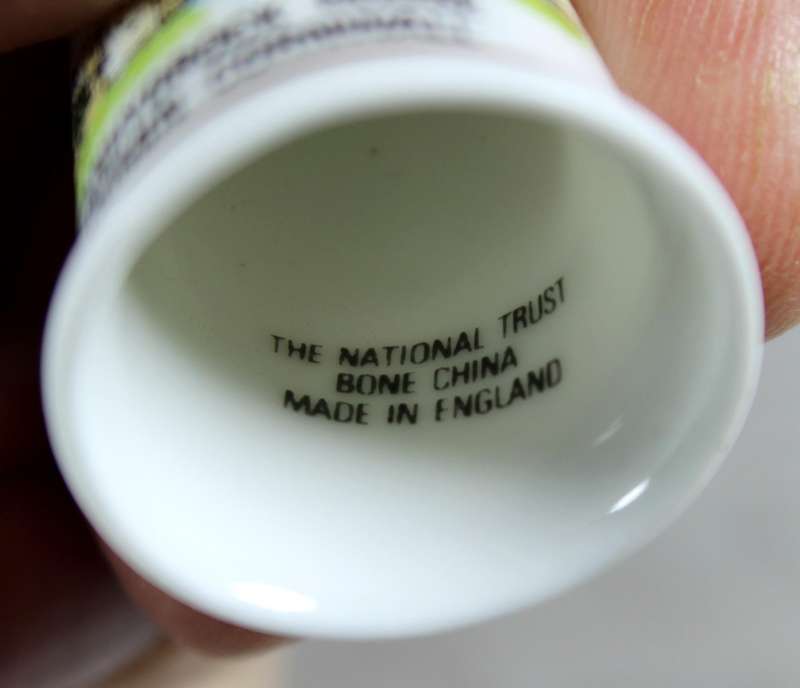 THE NATIONAL TRUST
BONE CHINA
MADE IN ENGLAND